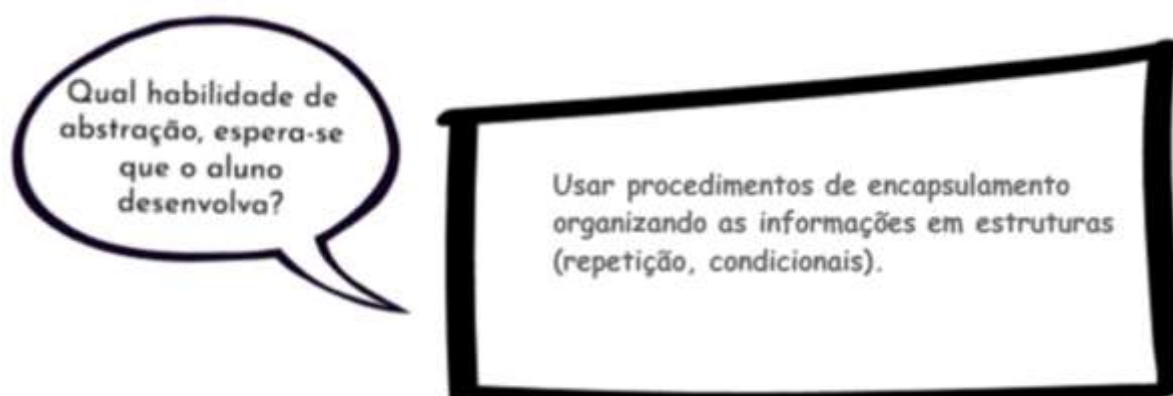 Qual habilidade de
abstração, espera-se
que o aluno
desenvolva?
Usar procedimentos de encapsulamento
organizando as informações em estruturas
(repetição, condicionais).